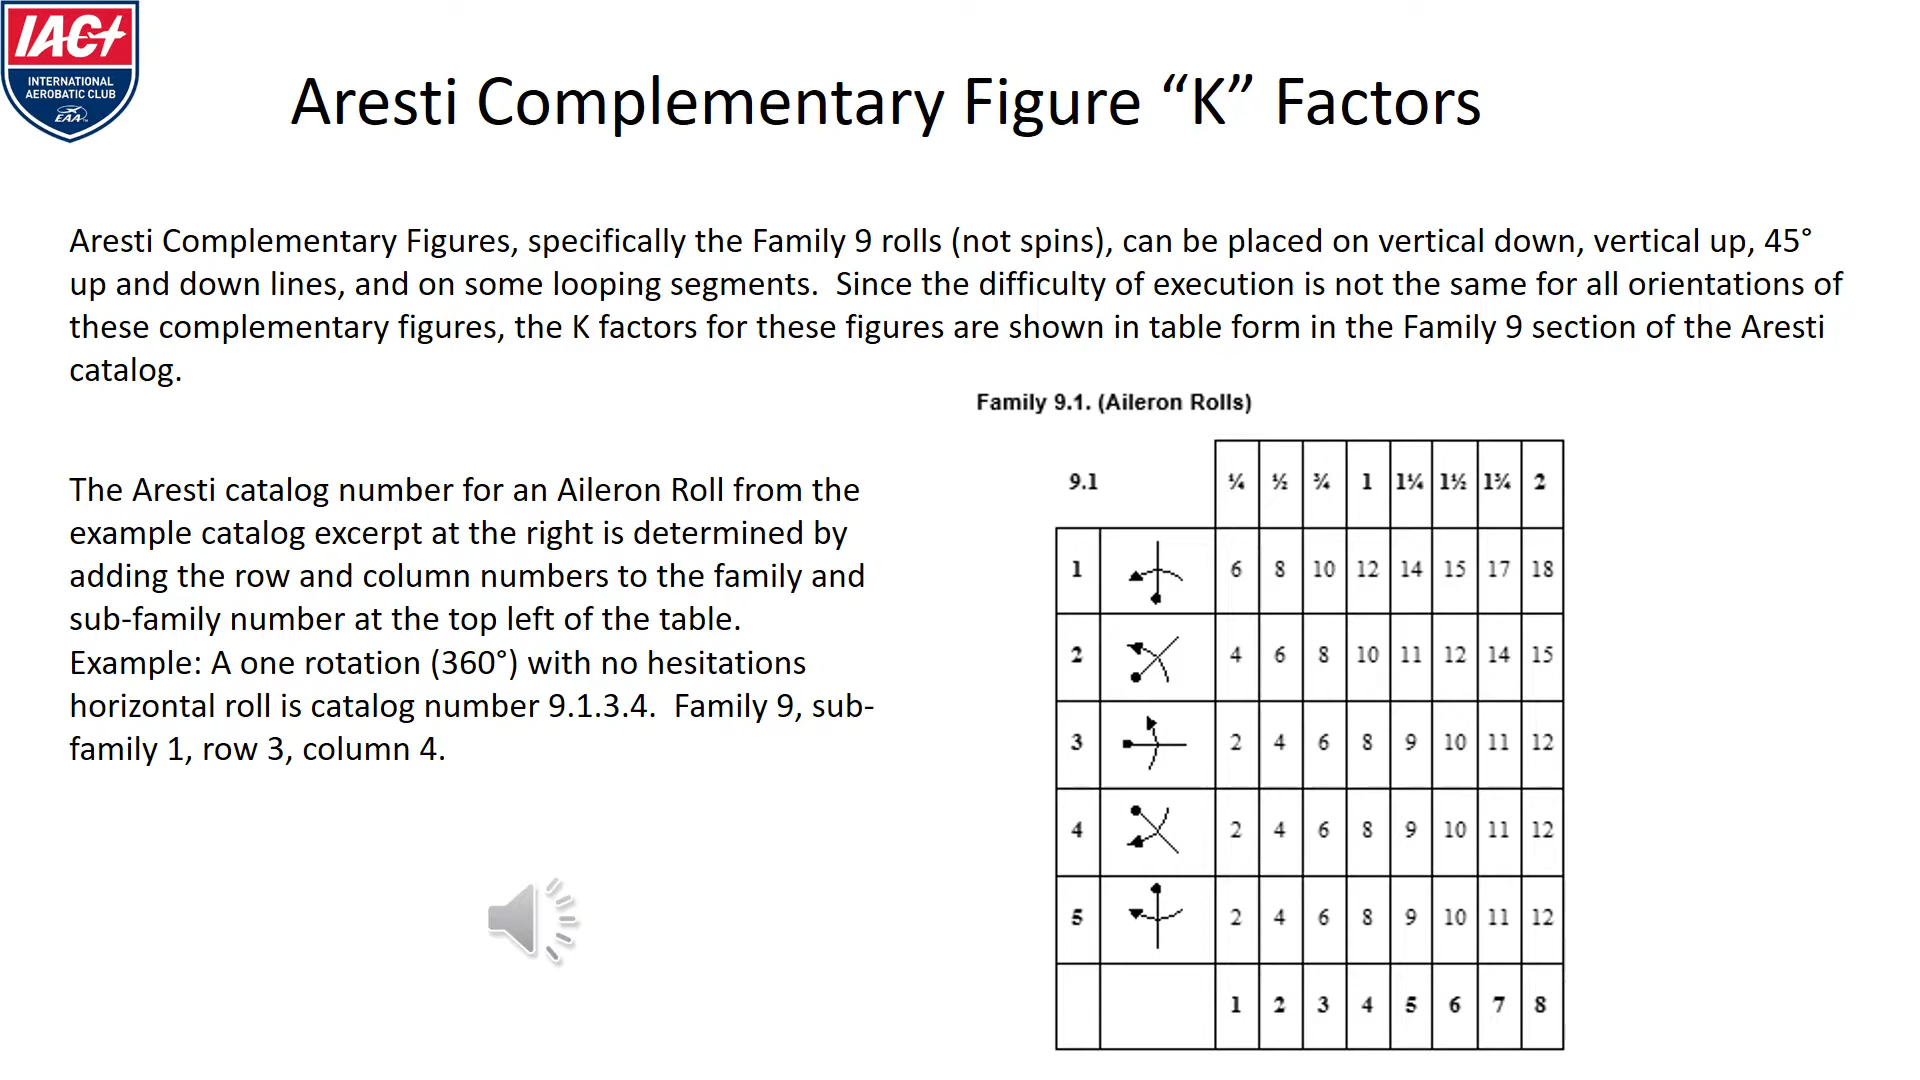 IAC
INTERNATIONAL
AEROBATIC CLUB
EAA
Aresti Complementary Figure “K” Factors
Aresti Complementary Figures, specifically the Family 9 rolls (not spins), can be placed on vertical down, vertical up, 45°
up and down lines, and on some looping segments.  Since the difficulty of execution is not the same for all orientations of
these complementary figures, the K factors for these figures are shown in table form in the Family 9 section of the Aresti
catalog.
The Aresti catalog number for an Aileron Roll from the
example catalog excerpt at the right is determined by
adding the row and column numbers to the family and
sub-family number at the top left of the table.
Example: A one rotation (360°) with no hesitations
horizontal roll is catalog number 9.1.3.4.  Family 9, sub-
family 1, row 3, column 4.
Family 9.1. (Aileron Rolls)
9.1 ¼ ½ ¾ 1 1¼ 1½ 1¾ 2
1 6 8 10 12 14 15 17 18
2 4 6 8 10 11 12 14 15
3 2 4 6 8 9 10 11 12
4 2 4 6 8 9 10 11 12
5 2 4 6 8 9 10 11 12
1 2 3 4 5 6 7 8